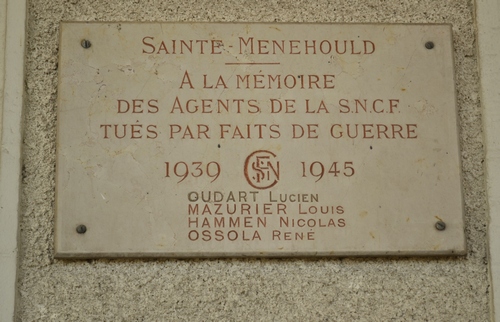 SAINTE-MENEHOULD
A LA MÉMOIRE
DES AGENTS DE LA S.N.C.F.
TUÉS PAR FAITS DE GUERRE
1939 SNCF 1945
OUDART LUCIEN
MAZURIER LOUIS
HAMMEN NICOLAS
OSSOLA RENÉ